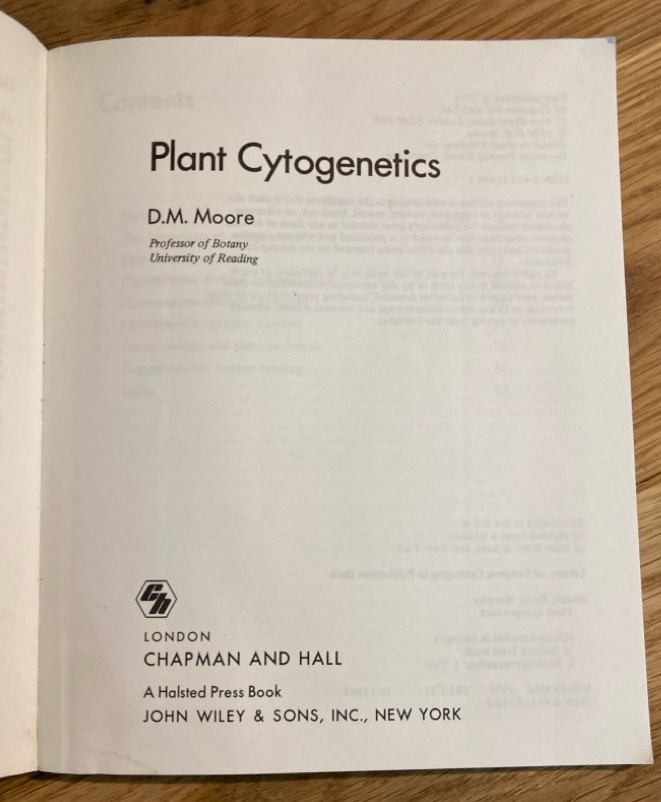 Plant Cytogenetics
D.M. Moore
Professor of Botany
University of Reading
Ch
LONDON
CHAPMAN AND HALL
A Halsted Press Book
JOHN WILEY & SONS, INC., NEW YORK